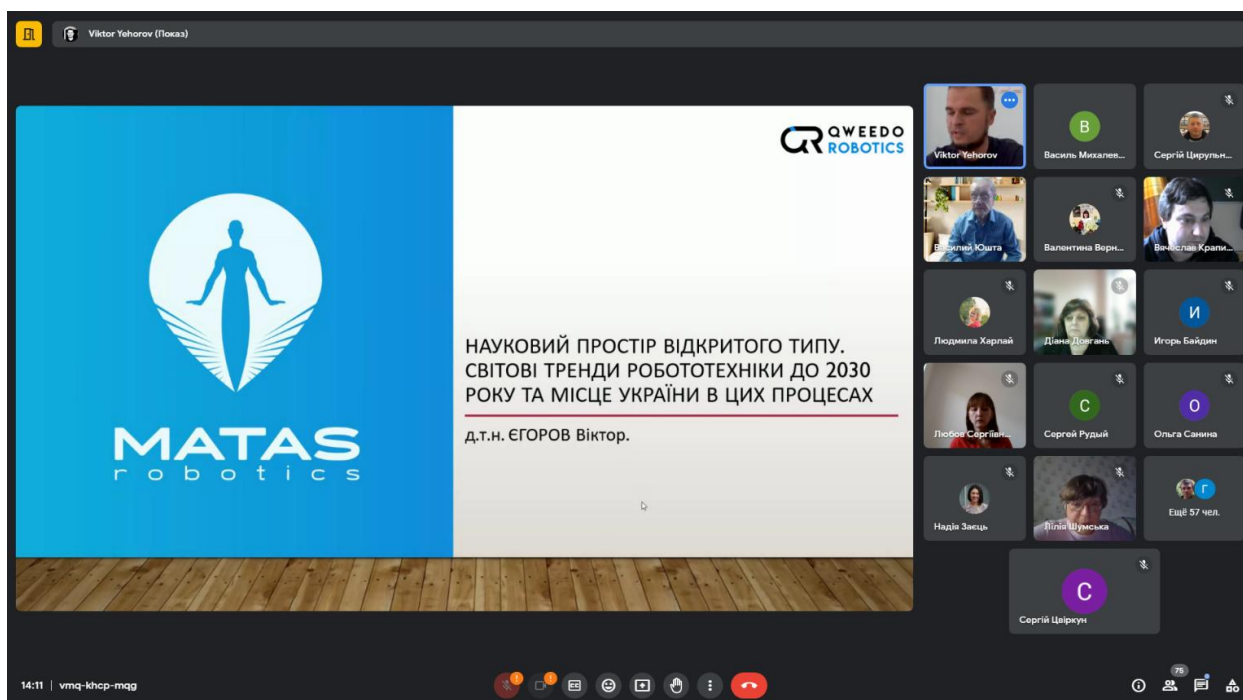 Viktor Yehorov (Показ)
QWEEDO
ROBOTICS
MATAS
robotics
НАУКОВИЙ ПРОСТІР ВІДКРИТОГО ТИПУ.
СВІТОВІ ТРЕНДИ РОБОТОТЕХНІКИ ДО 2030
РОКУ ТА МІСЦЕ УКРАЇНИ В ЦИХ ПРОЦЕСАХ
д.т.н. ЄГОРОВ Віктор.
Viktor Yehorov
В
Василь Михалев...
Сергій Цирульн...
Василий Юшта
Валентина Верн...
Вячеслав Крапи...
Людмила Харлай
Діана Довгань
И
Игорь Байдин
Любов Сергіївн...
С
Сергей Рудый
О
Ольга Санина
Надія Заєць
Лілія Шумська
Г
Ещё 57 чел.
С
Сергій Цвіркун
14:11 | vmq-khcp-mqg
75